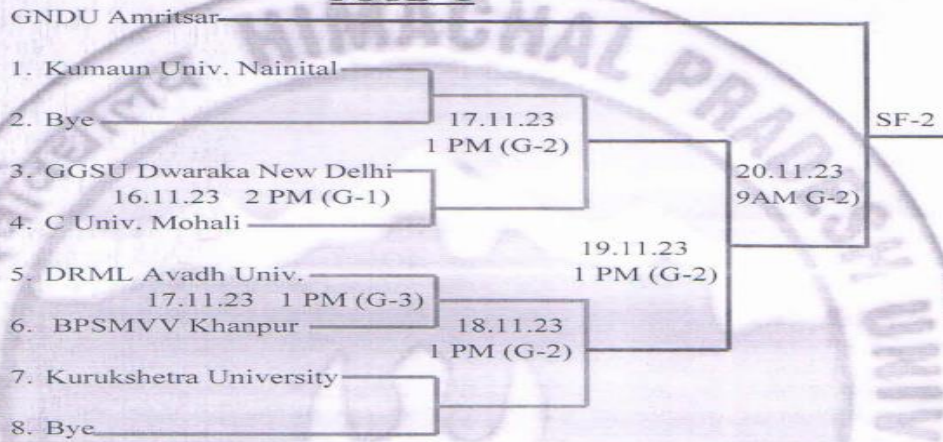 GNDU Amritsar
1. Kumaun Univ. Nainital
2. Bye
17.11.23
1 PM (G-2)
SF-2
3. GGSU Dwaraka New Delhi
16.11.23 2 PM (G-1)
4. C Univ. Mohali
20.11.23
9AM G-2)
19.11.23
1 PM (G-2)
5. DRML Avadh Univ.
17.11.23 1 PM (G-3)
6. BPSMVV Khanpur
18.11.23
1 PM (G-2)
7. Kurukshetra University
8. Bye
HIMACHAL PRADESH UNIV